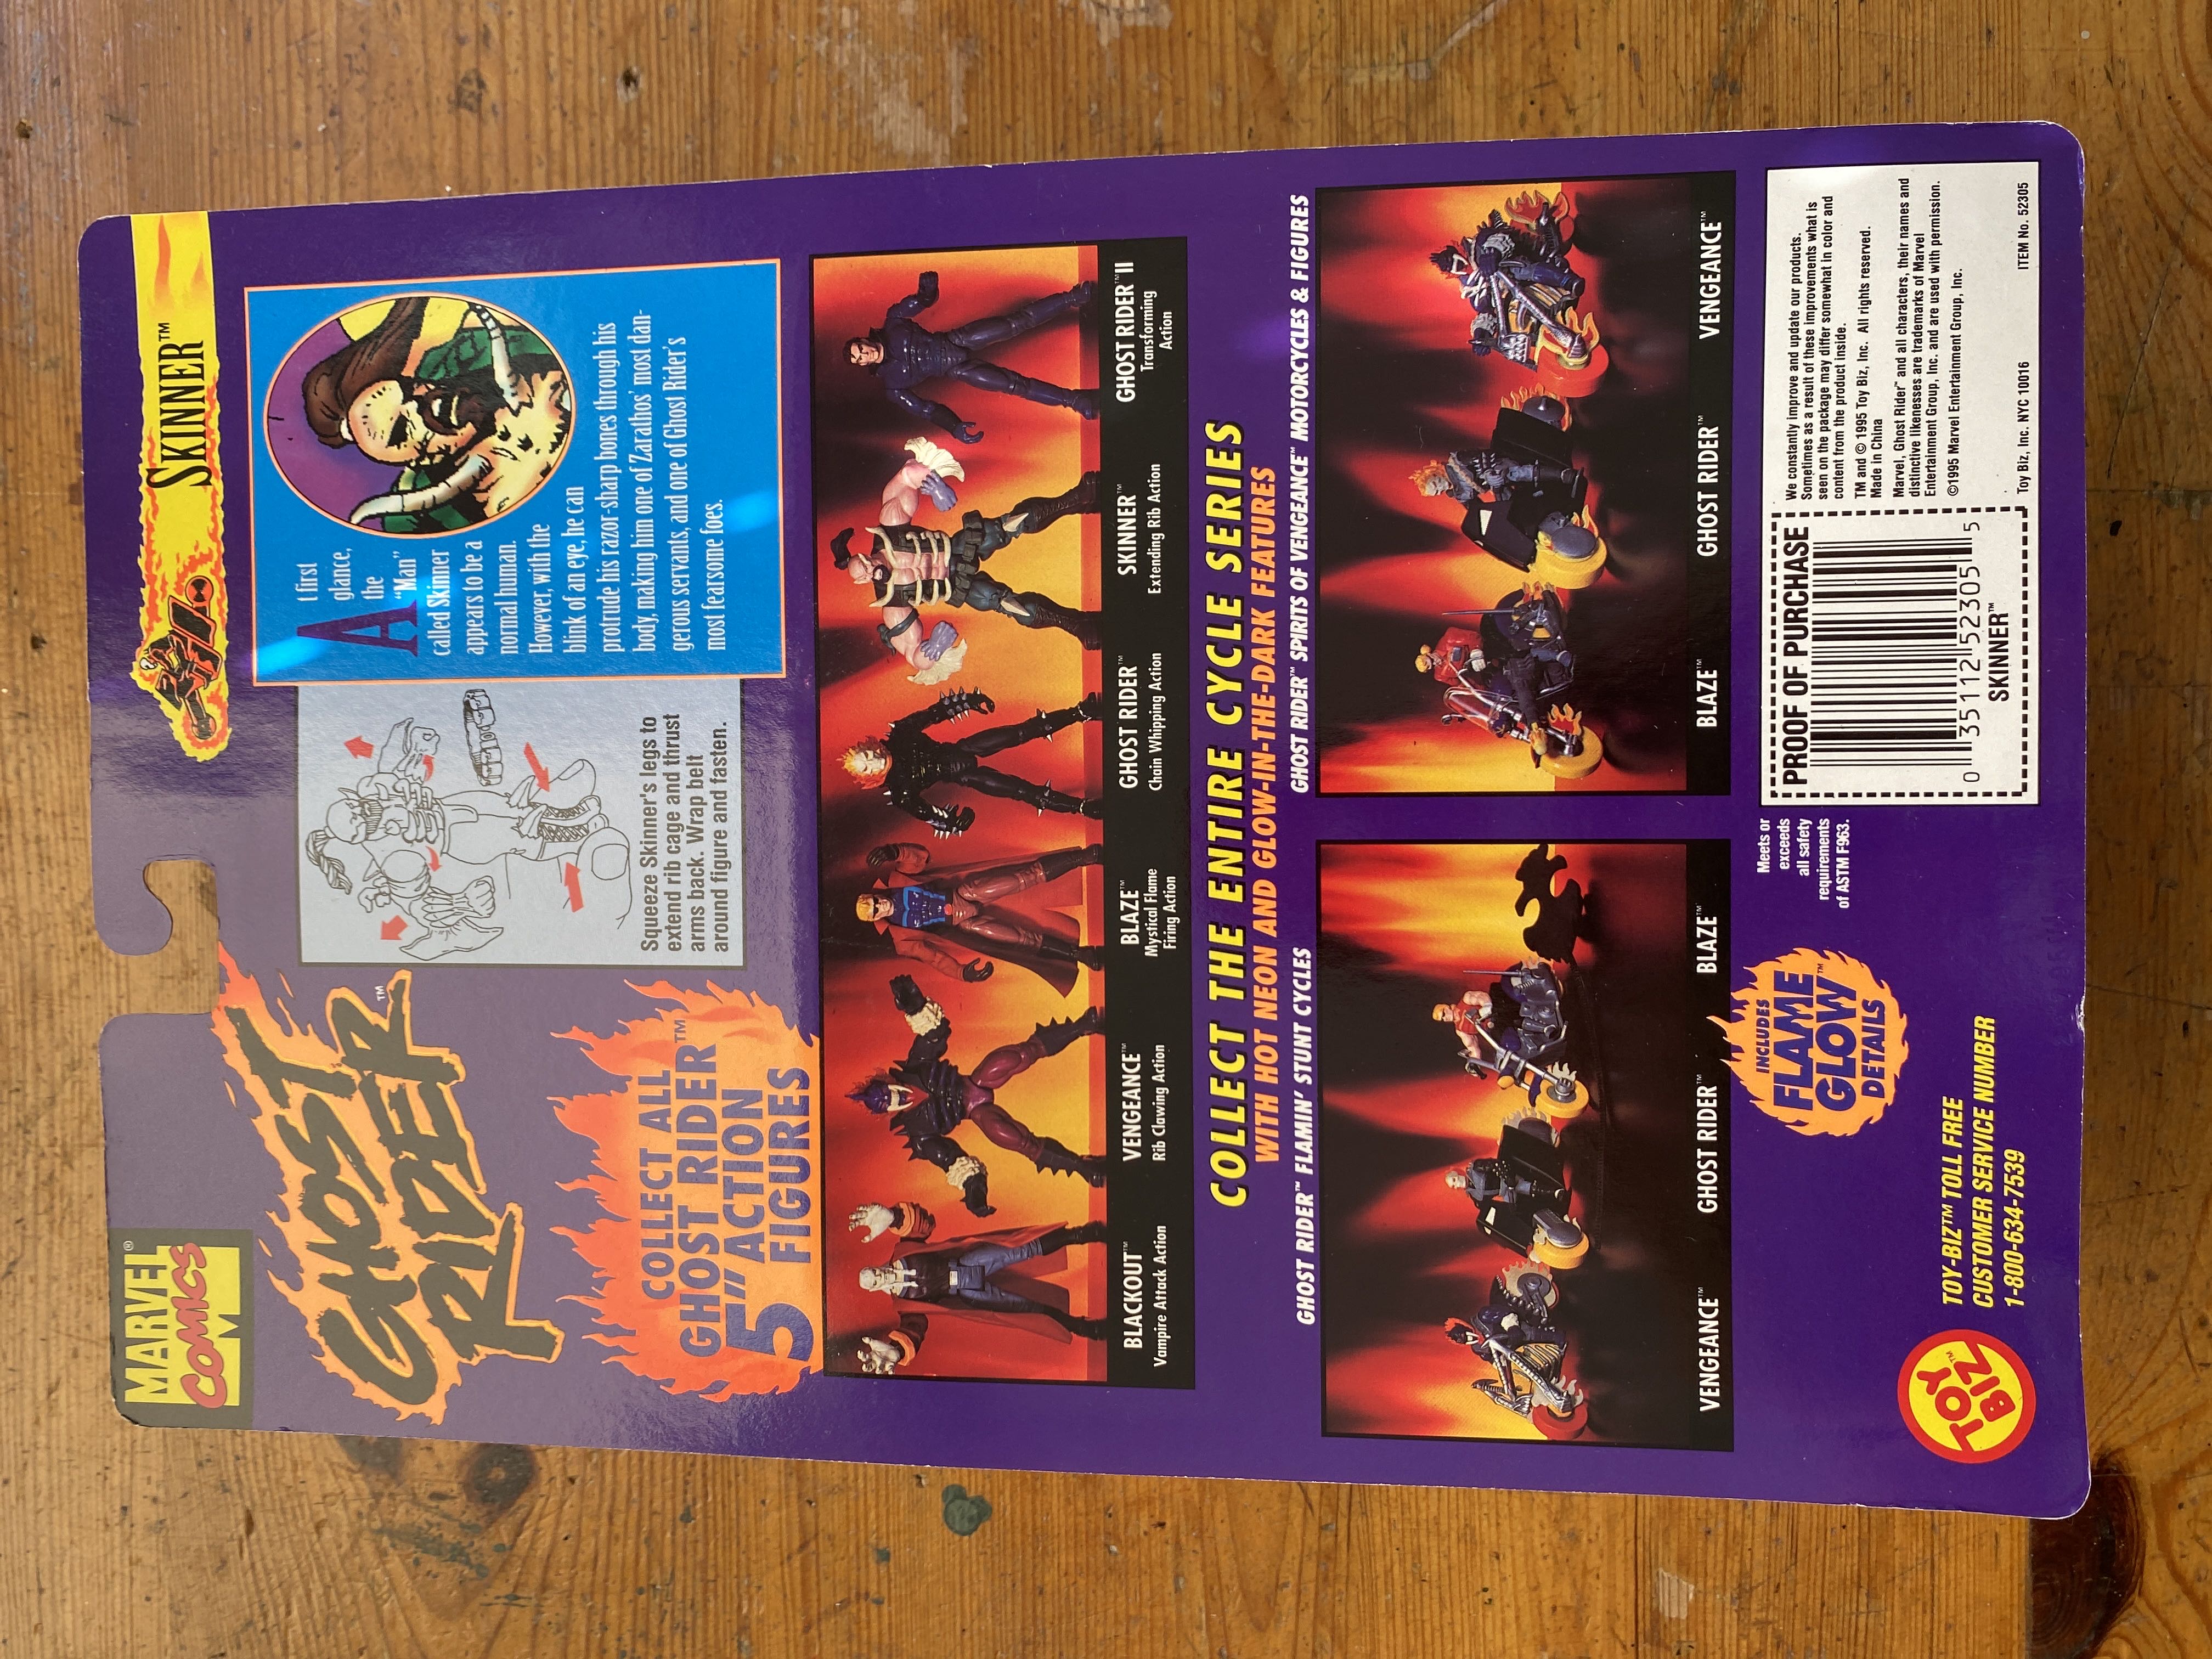 MARVEL®
COMICS
M
GHOST
RIDER™
SKINNER™
COLLECT ALL
GHOST RIDER™
5" ACTION
FIGURES
Squeeze Skinner's legs to
extend rib cage and thrust
arms back. Wrap belt
around figure and fasten.
At first
glance,
the
"Man"
called Skinner
appears to be a
normal human.
However, with the
blink of an eye, he can
protrude his razor-sharp bones through his
body, making him one of Zarathos' most dan-
gerous servants, and one of Ghost Rider's
most fearsome foes.
BLACKOUT™
Vampire Attack Action
VENGEANCE™
Rib Clawing Action
BLAZE™
Mystical Flame
Firing Action
GHOST RIDER™
Chain Whipping Action
SKINNER™
Extending Rib Action
GHOST RIDER™ II
Transforming
Action
COLLECT THE ENTIRE CYCLE SERIES
WITH HOT NEON AND GLOW-IN-THE-DARK FEATURES
GHOST RIDER™ FLAMIN' STUNT CYCLES
VENGEANCE™
GHOST RIDER™
BLAZE™
GHOST RIDER™ SPIRITS OF VENGEANCE™ MOTORCYCLES & FIGURES
BLAZE™
GHOST RIDER™
VENGEANCE™
INCLUDES
FLAME
GLOW™
DETAILS
TOY
BIZ™
TOY-BIZ™ TOLL FREE
CUSTOMER SERVICE NUMBER
1-800-634-7539
Meets or
exceeds
all safety
requirements
of ASTM F963.
PROOF OF PURCHASE
0 35112 52305 5
SKINNER™
We constantly improve and update our products.
Sometimes as a result of these improvements what is
seen on the package may differ somewhat in color and
content from the product inside.
TM and © 1995 Toy Biz, Inc. All rights reserved.
Made in China
Marvel, Ghost Rider™ and all characters, their names and
distinctive likenesses are trademarks of Marvel
Entertainment Group, Inc. and are used with permission.
©1995 Marvel Entertainment Group, Inc.
Toy Biz, Inc. NYC 10016 ITEM No. 52305